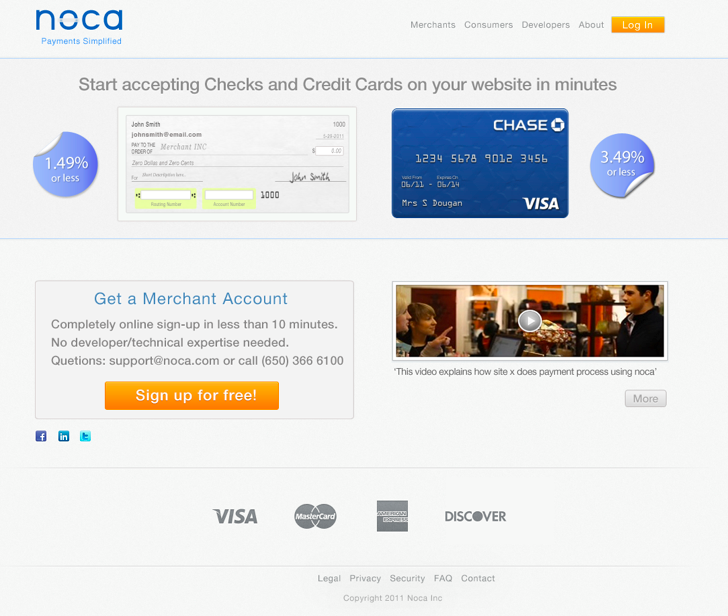 noca
Payments Simplified
Merchants Consumers Developers About Log In
Start accepting Checks and Credit Cards on your website in minutes
1.49%
or less
John Smith 1000
johnsmith@email.com
PAY TO THE
ORDER OF Merchant INC $ 0.00
Zero Dollars and Zero Cents
For Short Description here.
John Smith
1000
Routing Number Account Number
CHASE
1234 5678 9012 3456
Valid From Expires On
06/11 - 06/14
Mrs S Dougan
VISA
3.49%
or less
Get a Merchant Account
Completely online sign-up in less than 10 minutes.
No developer/technical expertise needed.
Quetions: support@noca.com or call (650) 366 6100
Sign up for free!
'This video explains how site x does payment process using noca'
More
VISA MasterCard AMERICAN EXPRESS DISCOVER
Legal Privacy Security FAQ Contact
Copyright 2011 Noca Inc